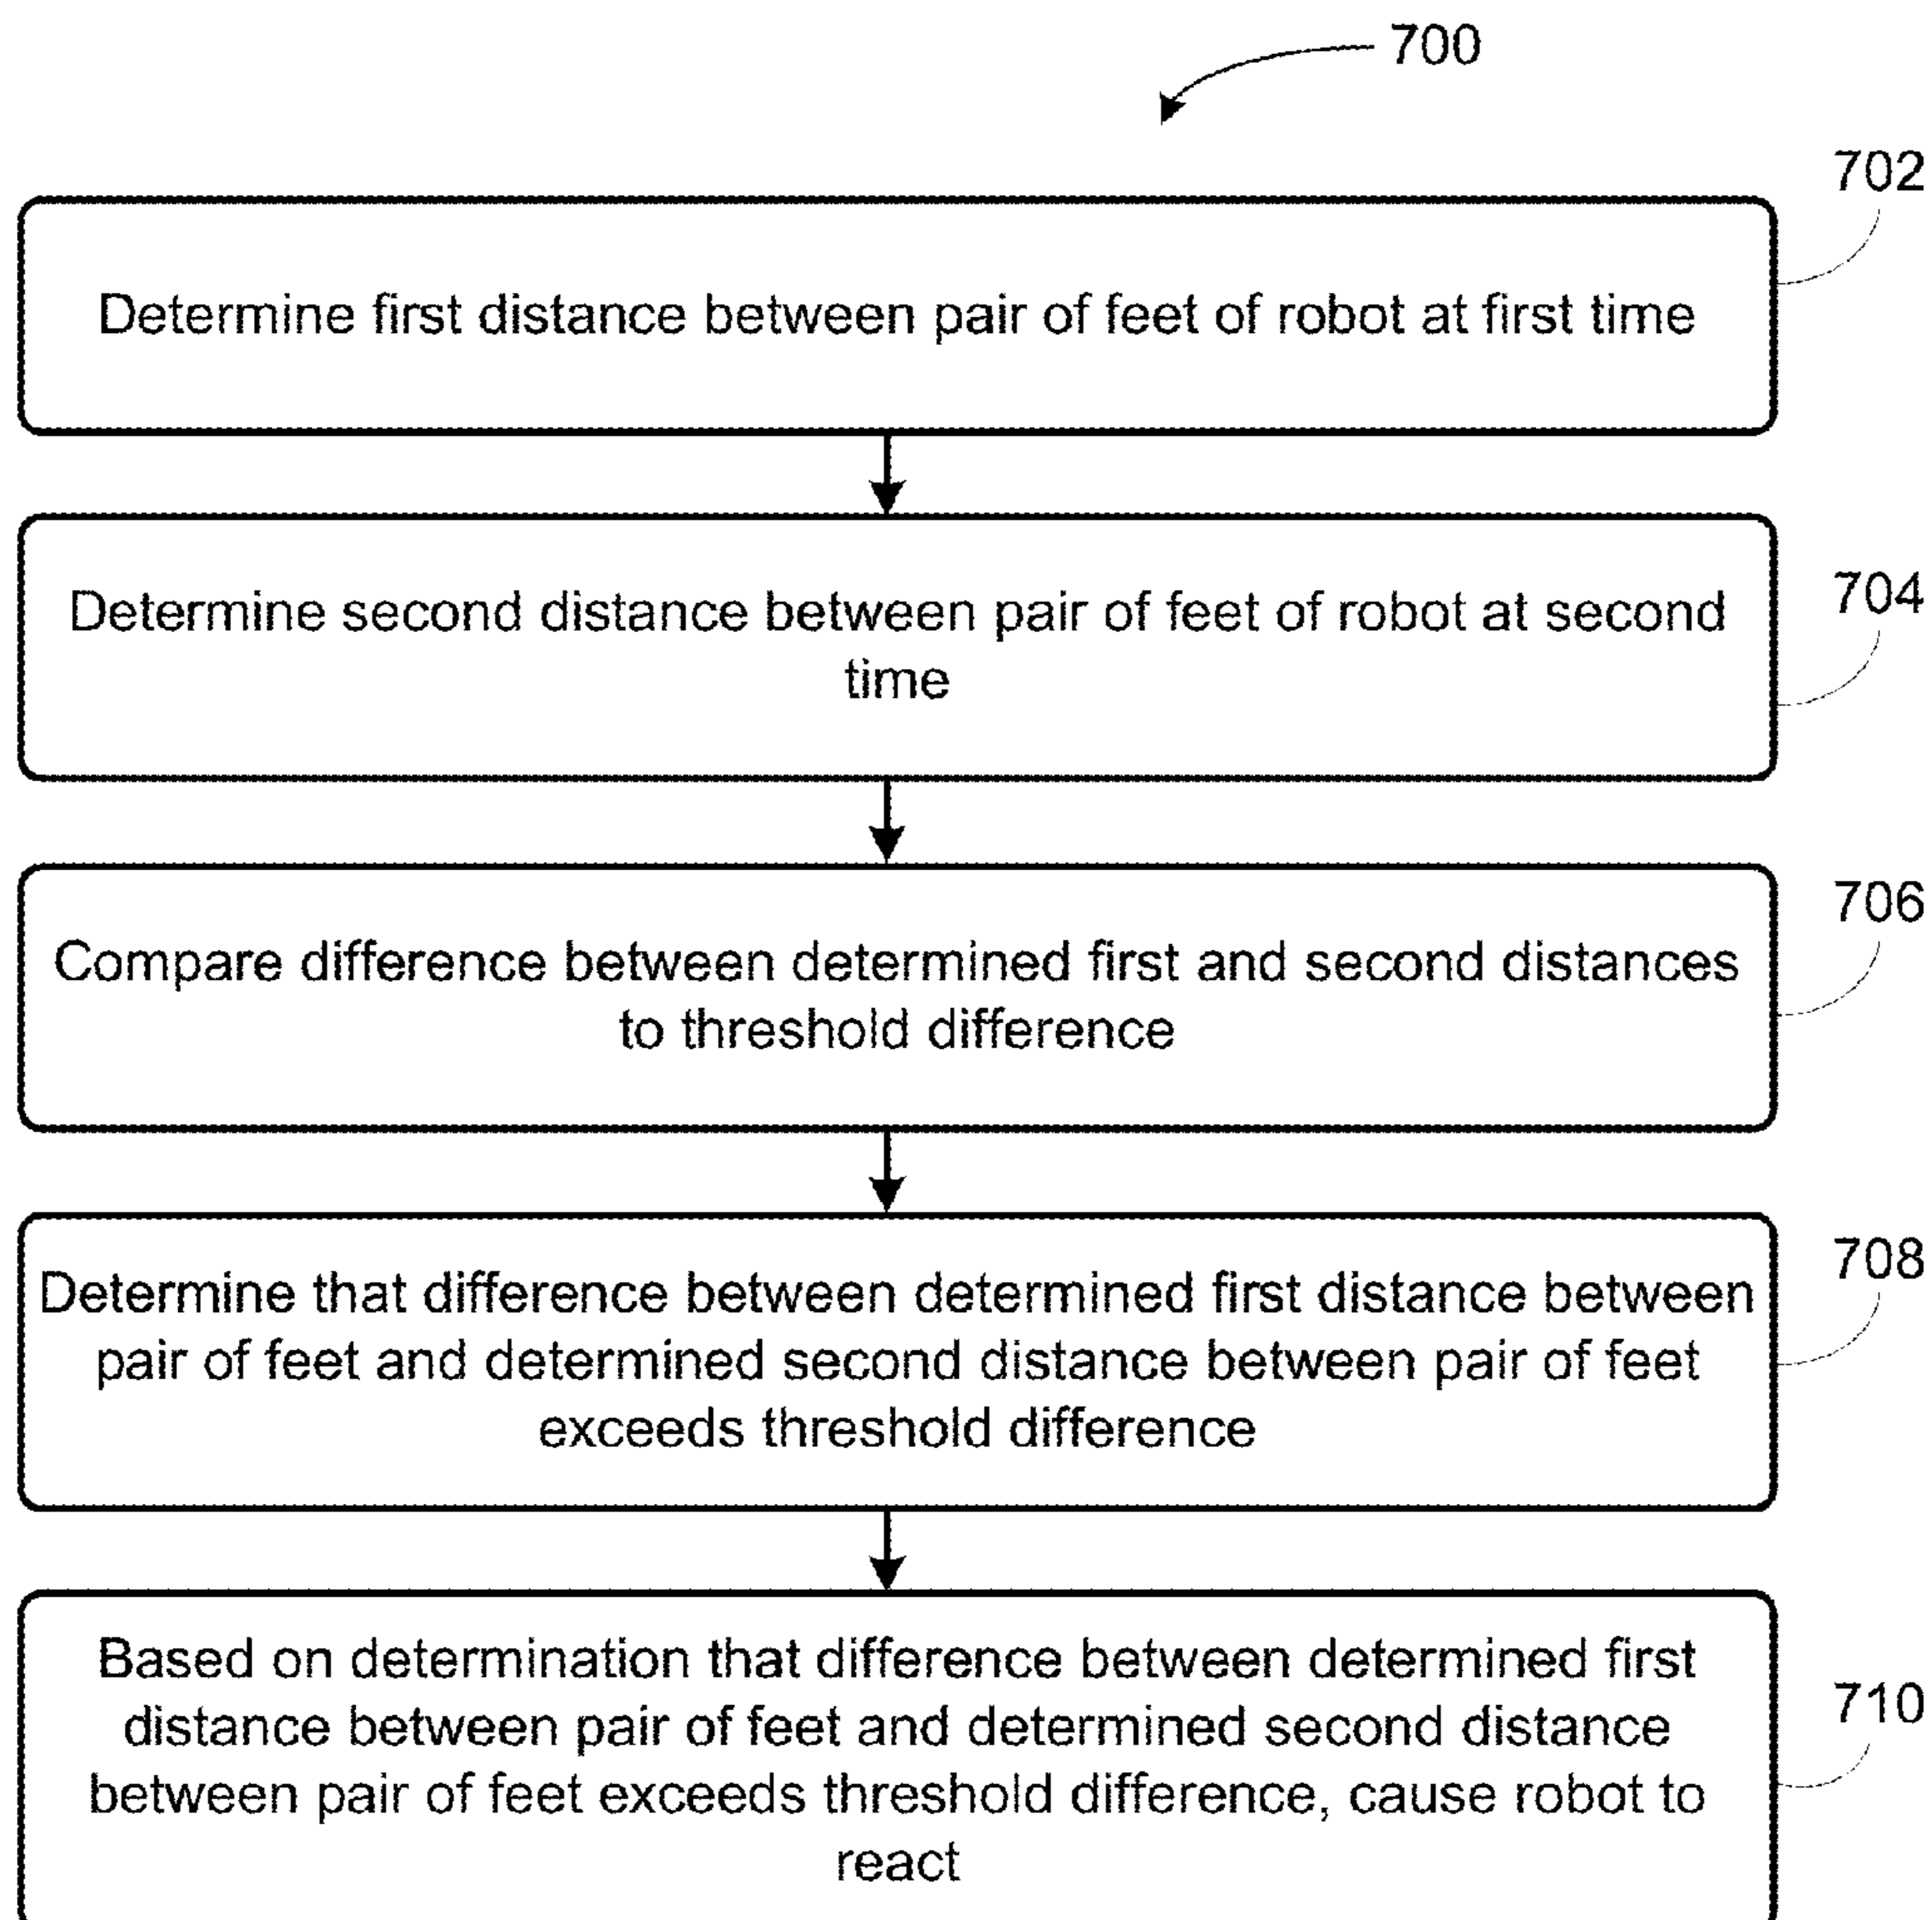 700
702
Determine first distance between pair of feet of robot at first time
704
Determine second distance between pair of feet of robot at second
time
706
Compare difference between determined first and second distances
to threshold difference
708
Determine that difference between determined first distance between
pair of feet and determined second distance between pair of feet
exceeds threshold difference
710
Based on determination that difference between determined first
distance between pair of feet and determined second distance
between pair of feet exceeds threshold difference, cause robot to
react